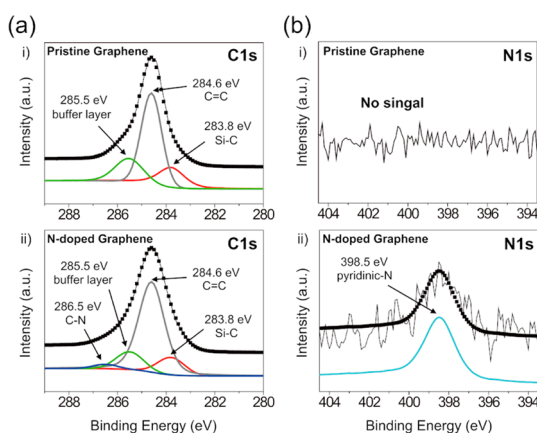 (a)
i) Pristine Graphene C1s
284.6 eV
C=C
285.5 eV
buffer layer
283.8 eV
Si-C
Intensity (a.u.)
288 286 284 282 280
ii) N-doped Graphene C1s
285.5 eV
buffer layer
284.6 eV
C=C
286.5 eV
C-N
283.8 eV
Si-C
Intensity (a.u.)
288 286 284 282 280
Binding Energy (eV)
(b)
i) Pristine Graphene N1s
No singal
Intensity (a.u.)
404 402 400 398 396 394
ii) N-doped Graphene N1s
398.5 eV
pyridinic-N
Intensity (a.u.)
404 402 400 398 396 394
Binding Energy (eV)